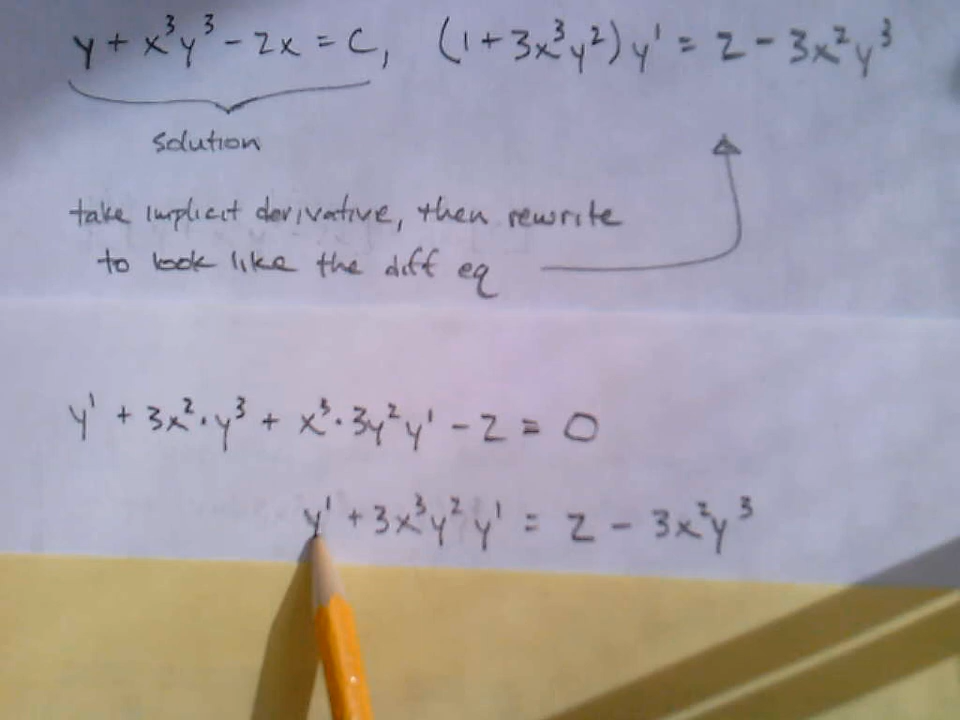 y + x³y³ - 2x = C, (1 + 3x³y²) y' = 2 - 3x²y³
solution
take implicit derivative, then rewrite
to look like the diff eq
y' + 3x²·y³ + x³·3y²y' - 2 = 0
y' + 3x³y²y' = 2 - 3x²y³